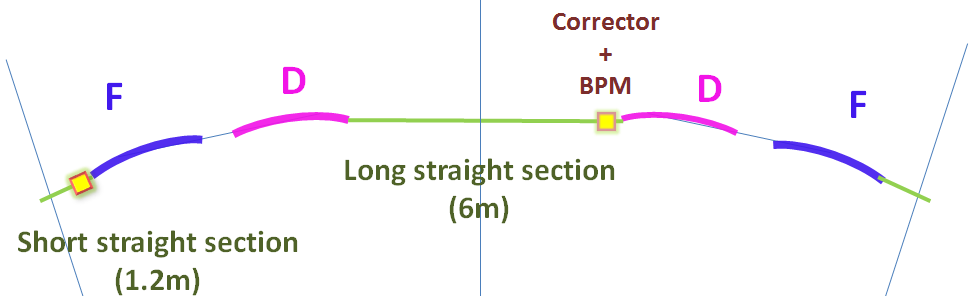 Corrector
+
BPM
F
D
D
F
Long straight section
(6m)
Short straight section
(1.2m)